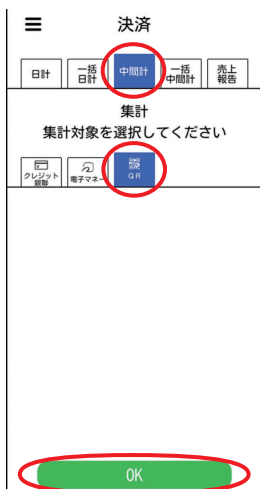 決済
日計
一括
日計
中間計
一括
中間計
売上
報告
集計
集計対象を選択してください
クレジット
銀聯
電子マネー
QR
OK